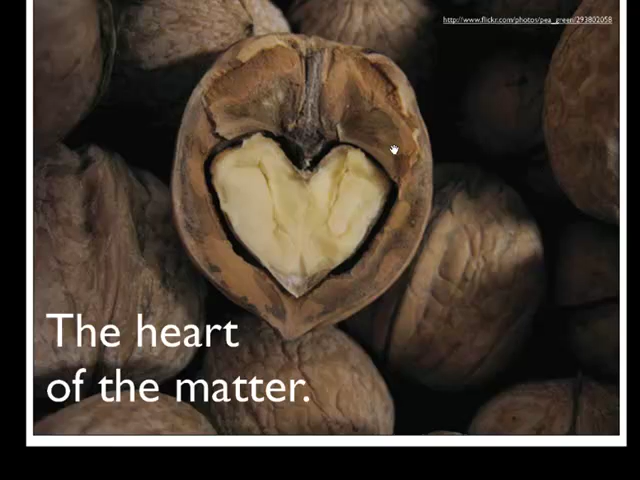 http://www.flickr.com/photos/pea_green/293802058
The heart
of the matter.